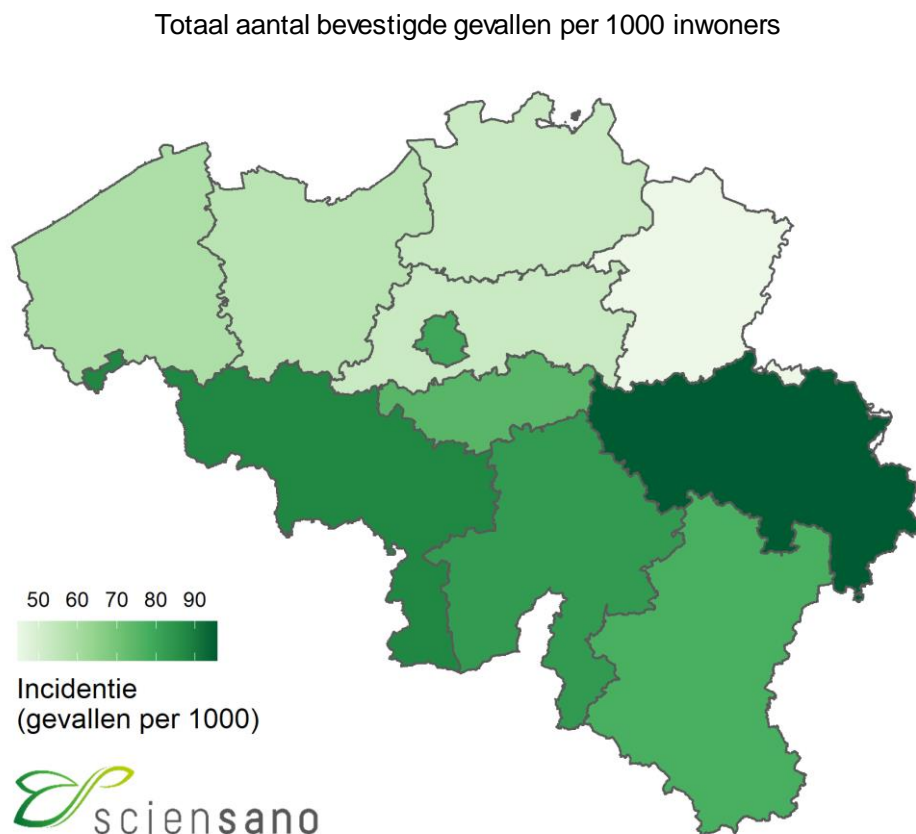 Totaal aantal bevestigde gevallen per 1000 inwoners
50 60 70 80 90
Incidentie
(gevallen per 1000)
sciensano